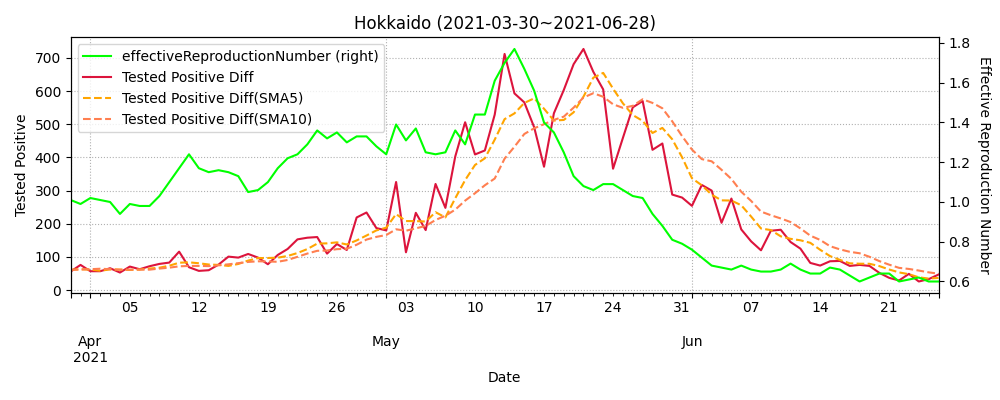 Hokkaido (2021-03-30~2021-06-28)
effectiveReproductionNumber (right)
Tested Positive Diff
Tested Positive Diff(SMA5)
Tested Positive Diff(SMA10)
Tested Positive
700
600
500
400
300
200
100
0
Effective Reproduction Number
1.8
1.6
1.4
1.2
1.0
0.8
0.6
05 12 19 26 03 10 17 24 31 07 14 21
Apr May Jun
2021
Date